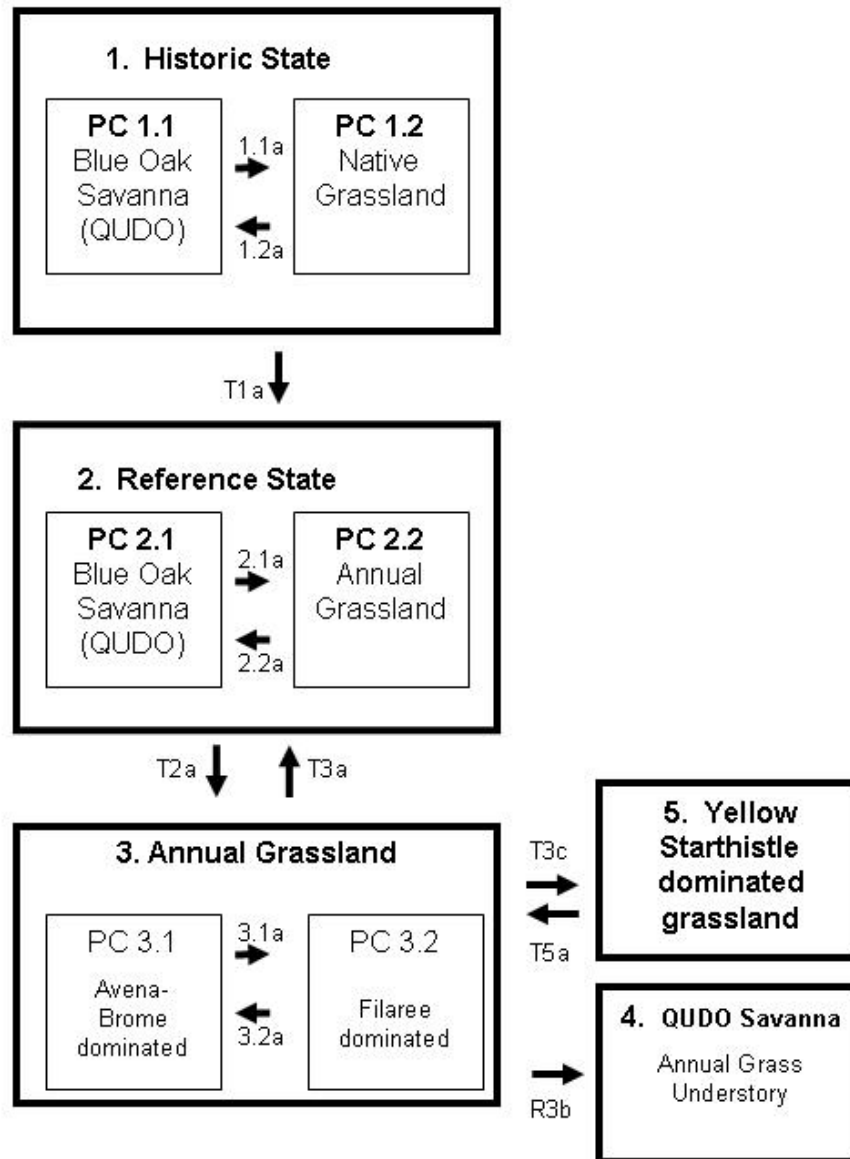 1. Historic State
PC 1.1
Blue Oak
Savanna
(QUDO)
1.1a
1.2a
PC 1.2
Native
Grassland
T1a
2. Reference State
PC 2.1
Blue Oak
Savanna
(QUDO)
2.1a
2.2a
PC 2.2
Annual
Grassland
T2a
T3a
3. Annual Grassland
PC 3.1
Avena-
Brome
dominated
3.1a
3.2a
PC 3.2
Filaree
dominated
T3c
T5a
5. Yellow
Starthistle
dominated
grassland
R3b
4. QUDO Savanna
Annual Grass
Understory